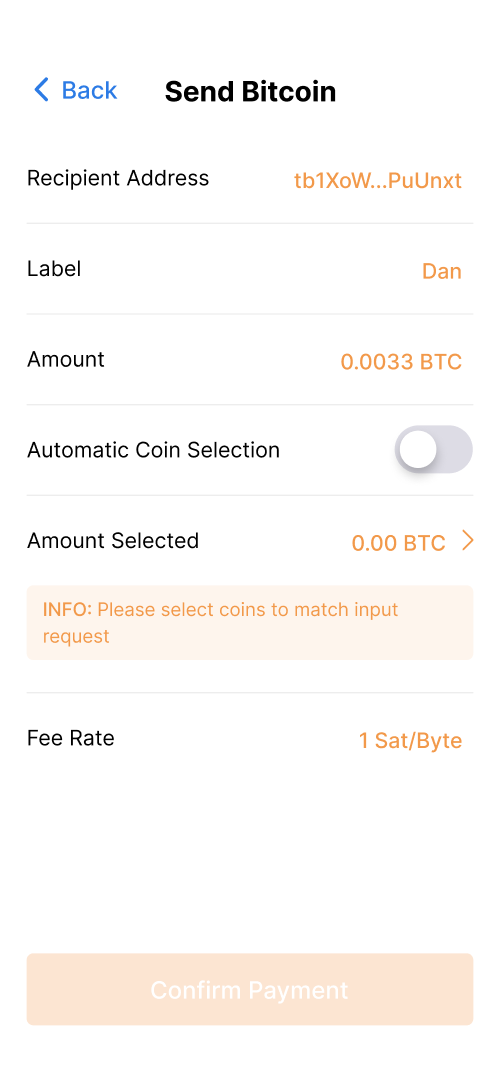 Back
Send Bitcoin
Recipient Address
tb1XoW...PuUnxt
Label
Dan
Amount
0.0033 BTC
Automatic Coin Selection
Amount Selected
0.00 BTC
INFO: Please select coins to match input
request
Fee Rate
1 Sat/Byte
Confirm Payment